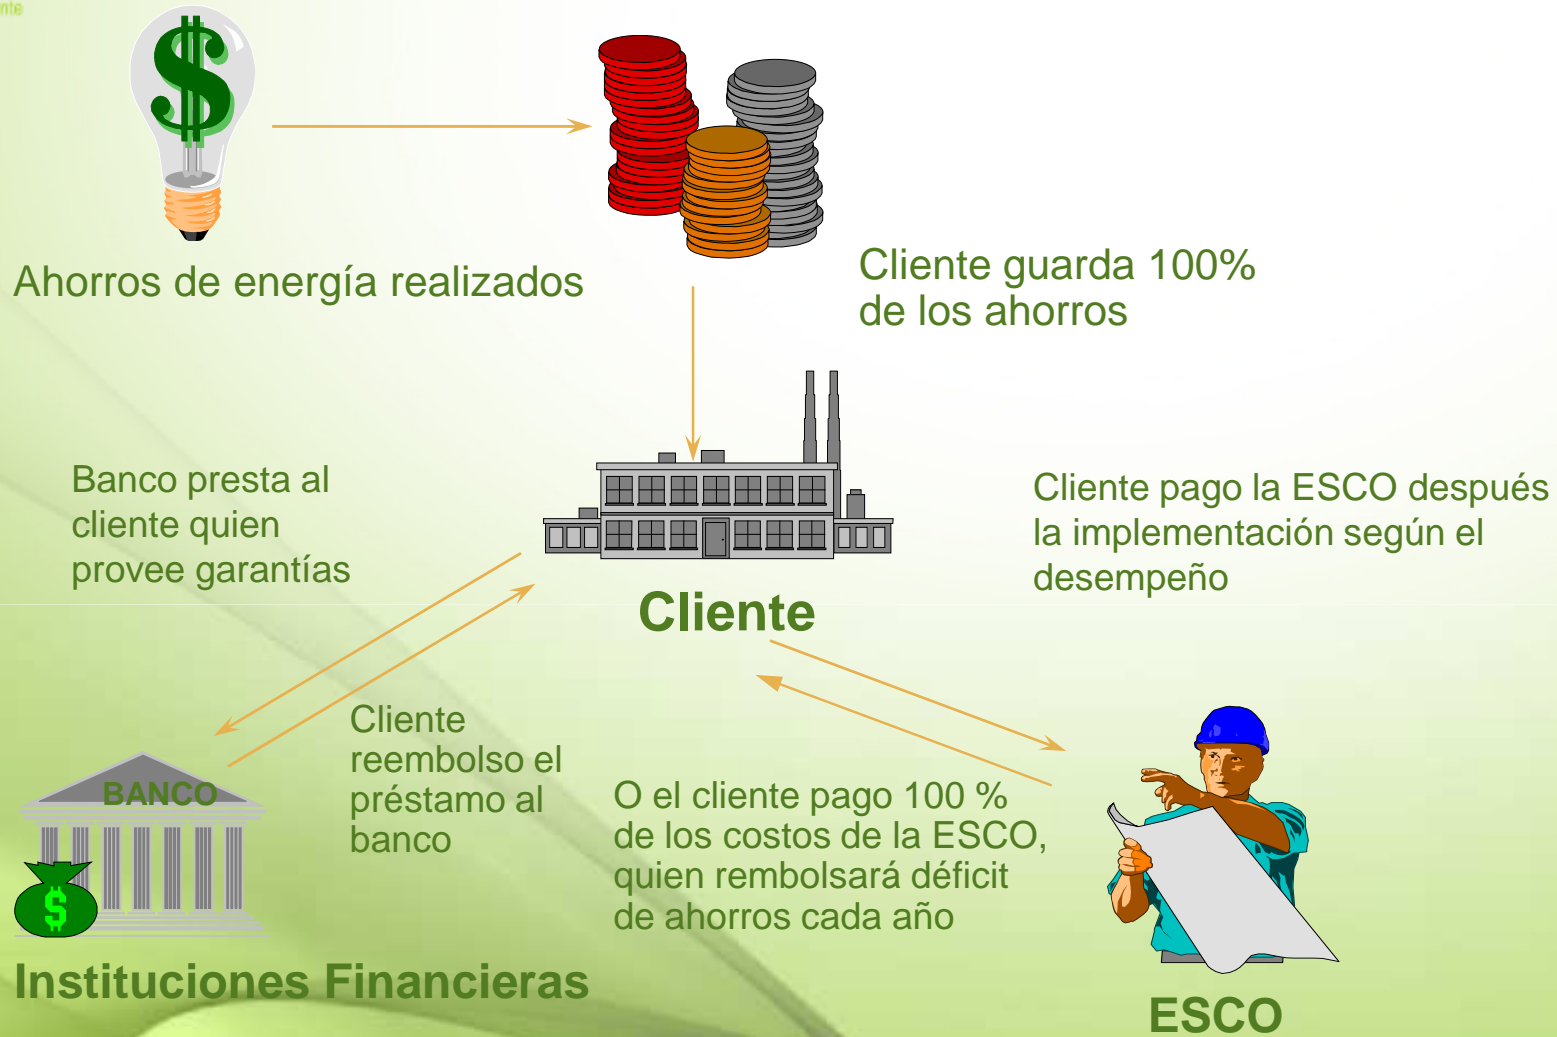 nte
Ahorros de energía realizados
Cliente guarda 100%
de los ahorros
Banco presta al
cliente quien
provee garantías
Cliente pago la ESCO después
la implementación según el
desempeño
Cliente
Cliente
reembolso el
préstamo al
banco
O el cliente pago 100 %
de los costos de la ESCO,
quien rembolsará déficit
de ahorros cada año
BANCO
Instituciones Financieras
ESCO